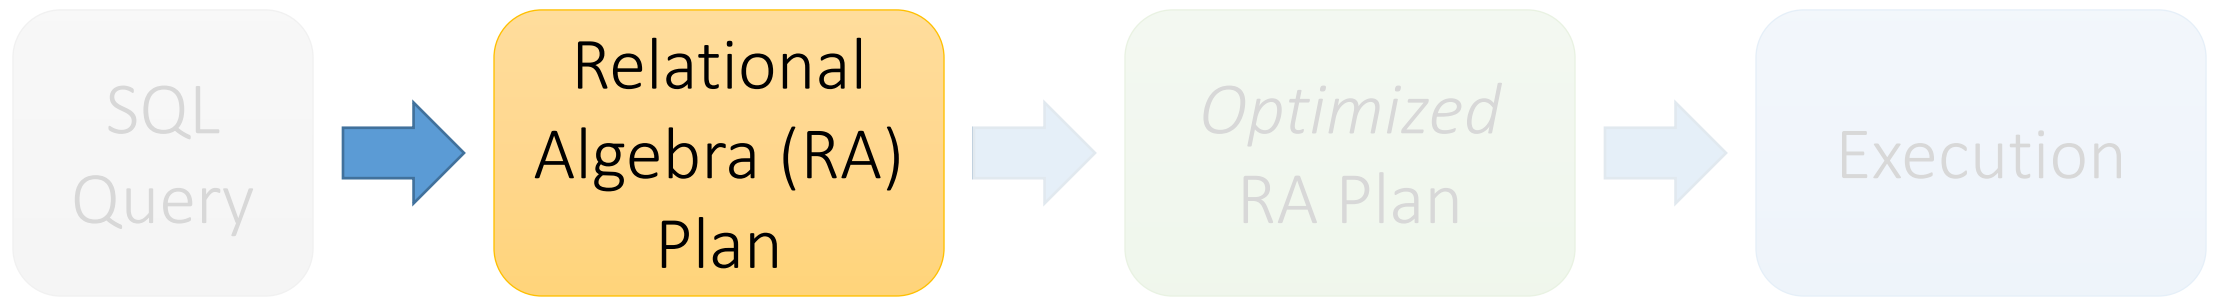 SQL
Query
Relational
Algebra (RA)
Plan
Optimized
RA Plan
Execution